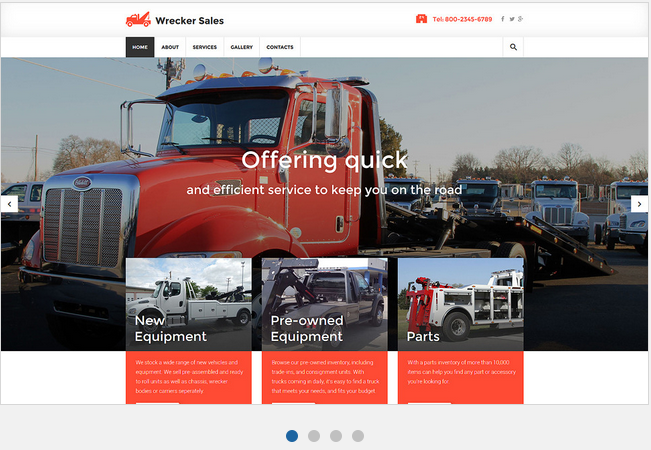 Wrecker Sales
Tel: 800-2345-6789
HOME ABOUT SERVICES GALLERY CONTACTS
Offering quick
and efficient service to keep you on the road
New
Equipment
We stock a wide range of new vehicles and
equipment. We sell pre-assembled and ready
to roll units as well as chassis, wrecker
bodies or carriers seperately.
Pre-owned
Equipment
Browse our pre-owned inventory, including
trade-ins, and consignment units. With
trucks coming in daily, it's easy to find a truck
that meets your needs, and fits your budget.
Parts
With a parts inventory of more than 10,000
items can help you find any part or accessory
you're looking for.